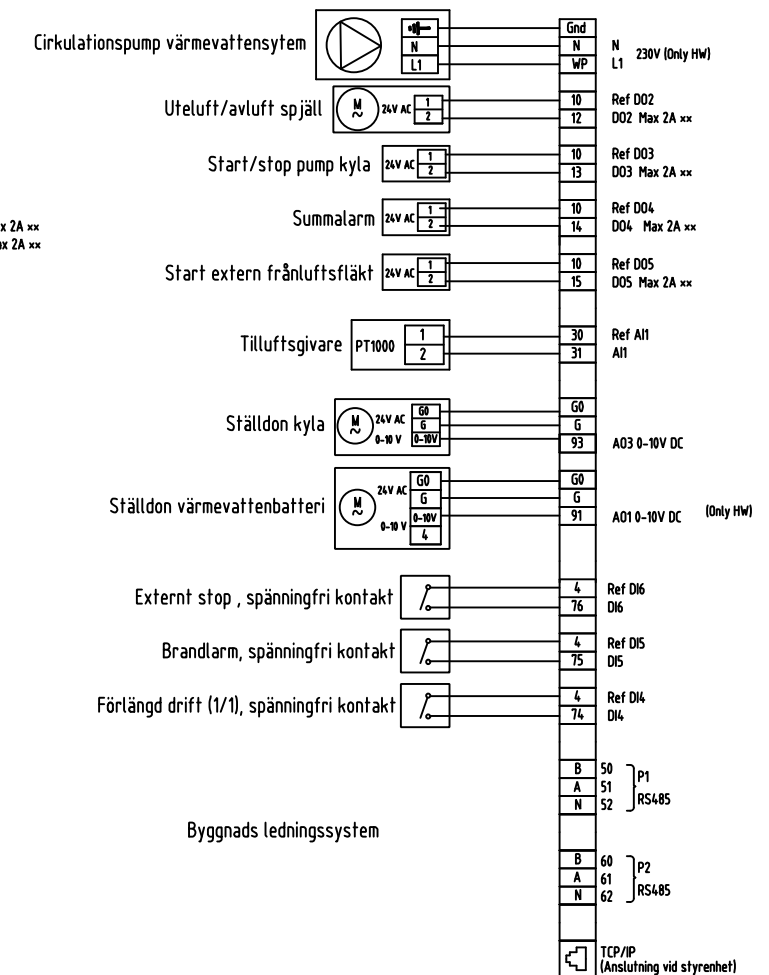 Cirkulationspump värmevattensytem
N
L1
Gnd
N N
WP L1
230V (Only HW)
Uteluft/avluft spjäll M ~ 24V AC
1 10 Ref DO2
2 12 DO2 Max 2A xx
Start/stop pump kyla 24V AC
1 10 Ref DO3
2 13 DO3 Max 2A xx
x 2A xx
ax 2A xx
Summalarm 24V AC
1 10 Ref DO4
2 14 DO4 Max 2A xx
Start extern frånluftsfläkt 24V AC
1 10 Ref DO5
2 15 DO5 Max 2A xx
Tilluftsgivare PT1000
1 30 Ref AI1
2 31 AI1
Ställdon kyla M ~ 24V AC 0-10 V
G0 G0
G G
0-10V 93 AO3 0-10V DC
Ställdon värmevattenbatteri M ~ 24V AC 0-10 V
G0 G0
G G
0-10V 91 AO1 0-10V DC (Only HW)
4
Externt stop , spänningfri kontakt
4 Ref DI6
76 DI6
Brandlarm, spänningfri kontakt
4 Ref DI5
75 DI5
Förlängd drift (1/1), spänningfri kontakt
4 Ref DI4
74 DI4
Byggnads ledningssystem
B 50
A 51
N 52
P1
RS485
B 60
A 61
N 62
P2
RS485
TCP/IP
(Anslutning vid styrenhet)